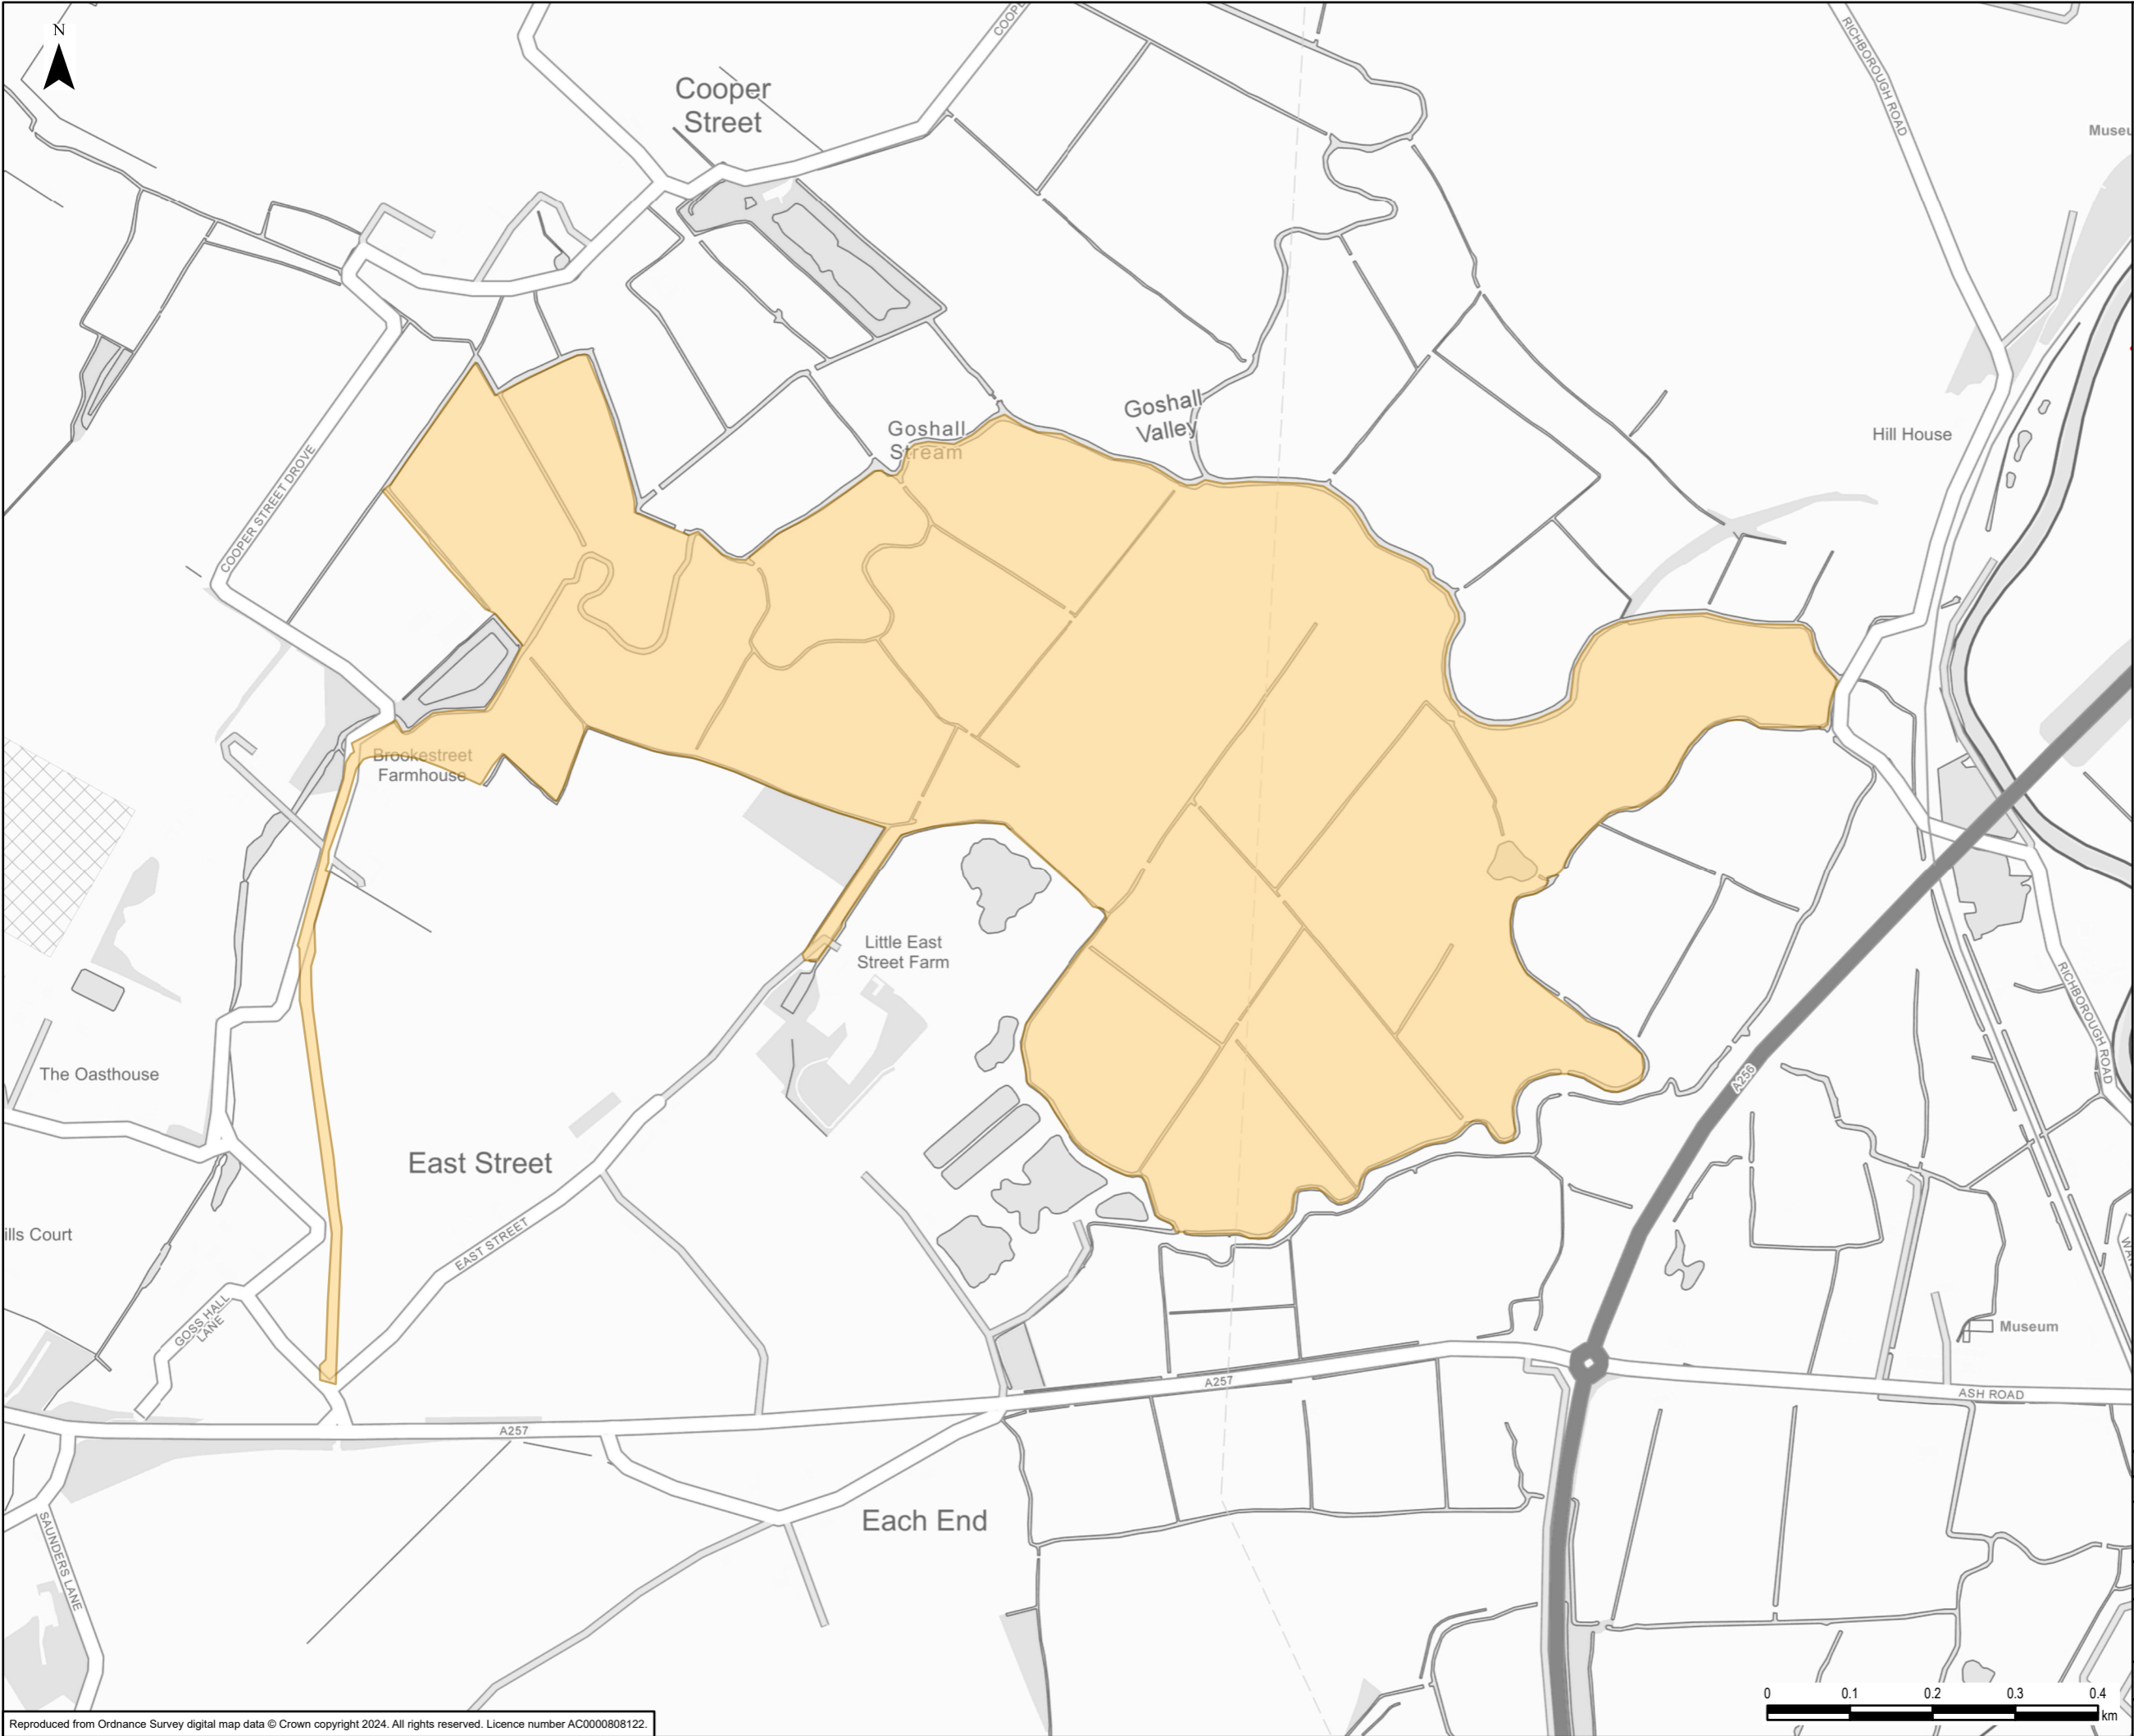 N
COOPE
RICHBOROUGH ROAD
Cooper
Street
Museu
Goshall
Valley
Goshall
Stream
Hill House
COOPER STREET DROVE
Brookestreet
Farmhouse
Little East
Street Farm
RICHBOROUGH ROAD
The Oasthouse
A256
East Street
ills Court
EAST STREET
GOSS HALL
LANE
Museum
A257
ASH ROAD
A257
Each End
SAUNDERS LANE
0 0.1 0.2 0.3 0.4
km
Reproduced from Ordnance Survey digital map data © Crown copyright 2024. All rights reserved. Licence number AC0000808122.